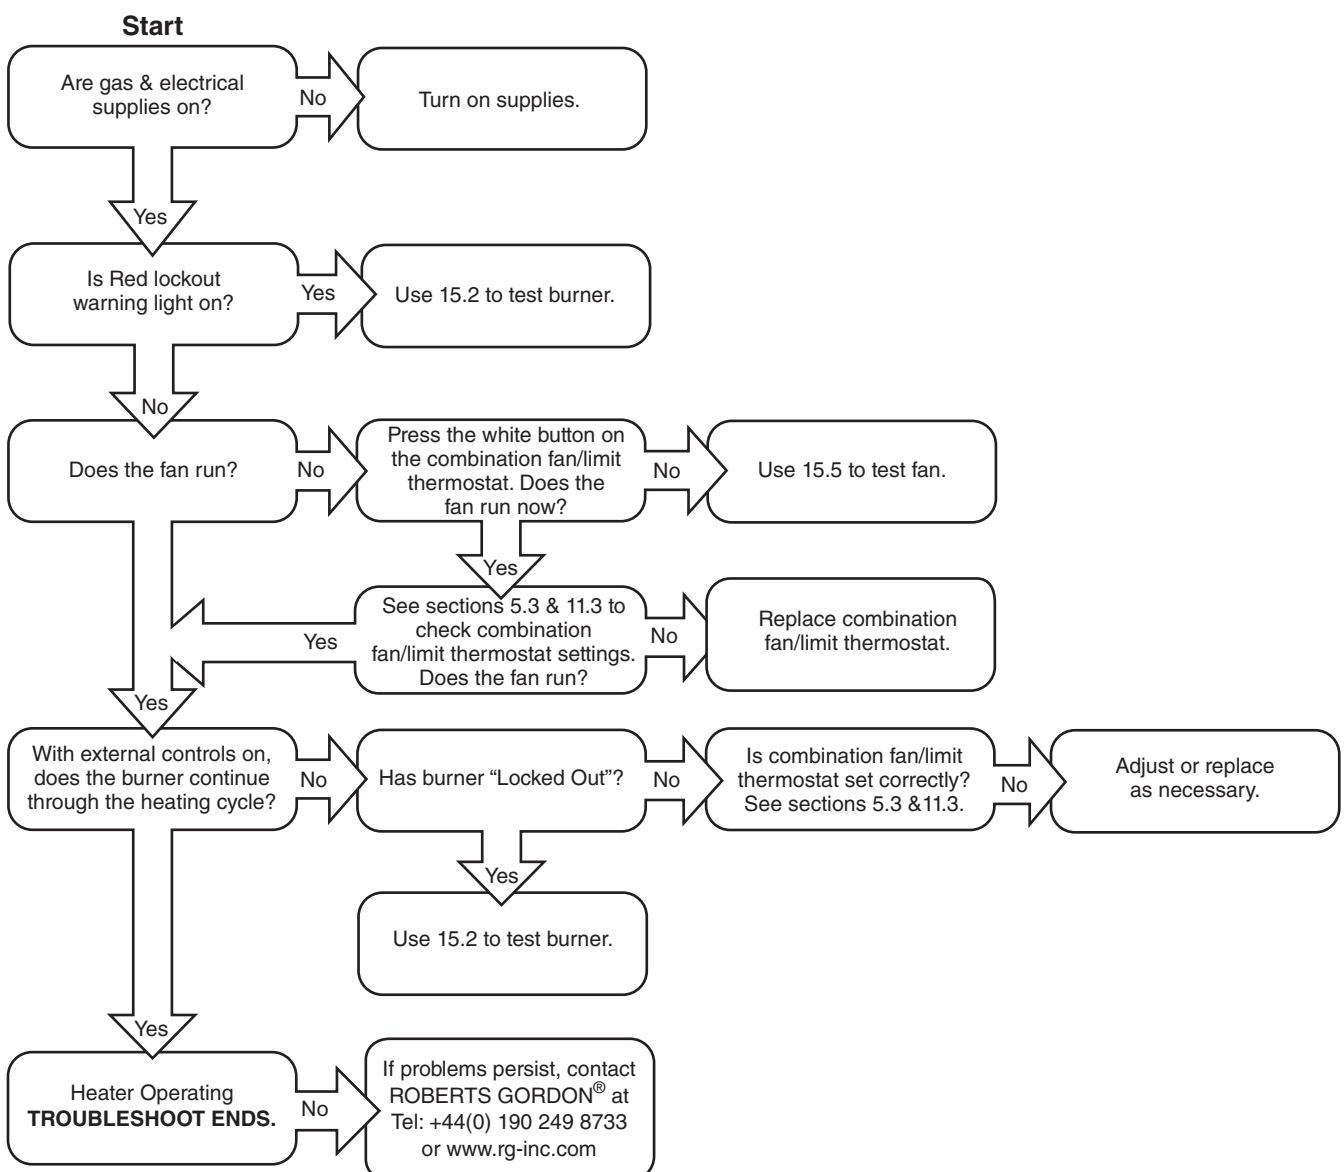 Start
Are gas & electrical
supplies on?
No
Turn on supplies.
Yes
Is Red lockout
warning light on?
Yes
Use 15.2 to test burner.
No
Does the fan run?
No
Press the white button on
the combination fan/limit
thermostat. Does the
fan run now?
No
Use 15.5 to test fan.
Yes
See sections 5.3 & 11.3 to
check combination
fan/limit thermostat settings.
Does the fan run?
Yes
No
Replace combination
fan/limit thermostat.
Yes
With external controls on,
does the burner continue
through the heating cycle?
No
Has burner “Locked Out”?
No
Is combination fan/limit
thermostat set correctly?
See sections 5.3 &11.3.
No
Adjust or replace
as necessary.
Yes
Use 15.2 to test burner.
Yes
Heater Operating
TROUBLESHOOT ENDS.
No
If problems persist, contact
ROBERTS GORDON® at
Tel: +44(0) 190 249 8733
or www.rg-inc.com